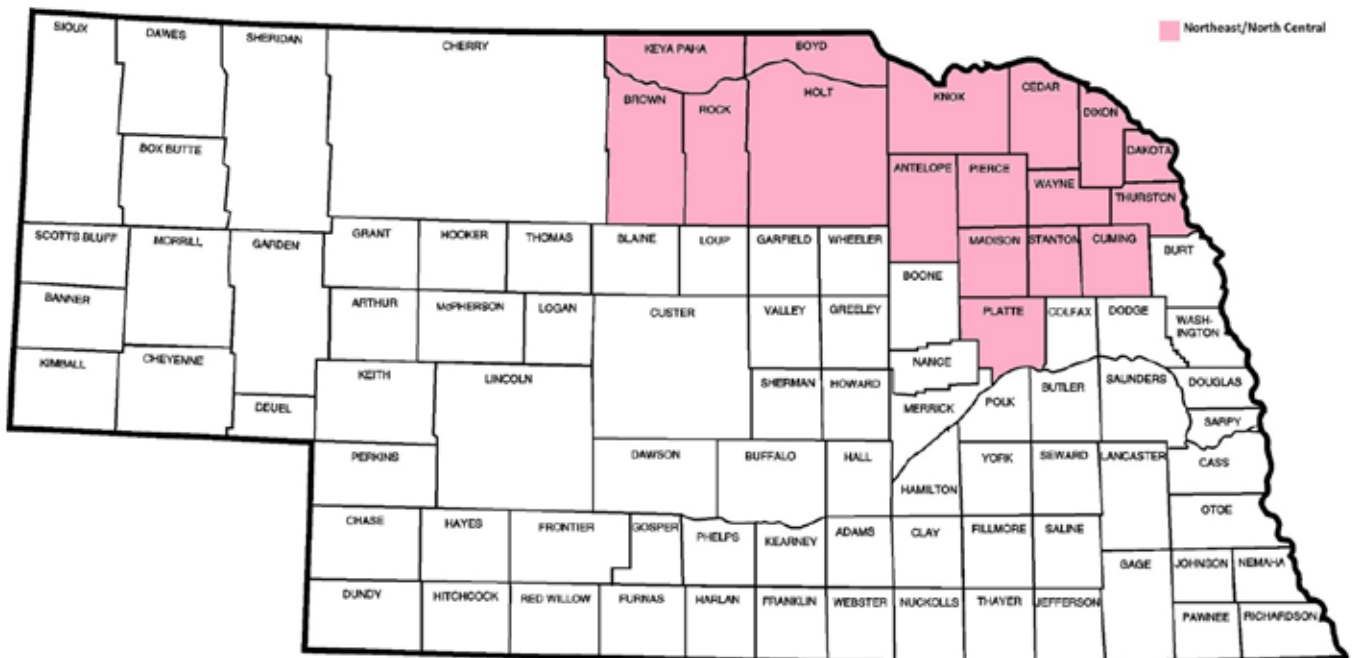 Northeast/North Central
SIOUX
DAWES
SHERIDAN
CHERRY
KEYA PAHA
BOYD
BROWN
ROCK
HOLT
KNOX
CEDAR
DIXON
DAKOTA
BOX BUTTE
ANTELOPE
PIERCE
WAYNE
THURSTON
SCOTTS BLUFF
MORRILL
GARDEN
GRANT
HOOKER
THOMAS
BLAINE
LOUP
GARFIELD
WHEELER
MADISON
STANTON
CUMING
BURT
BOONE
BANNER
ARTHUR
McPHERSON
LOGAN
CUSTER
VALLEY
GREELEY
PLATTE
COLFAX
DODGE
WASH-
INGTON
KIMBALL
CHEYENNE
KEITH
LINCOLN
NANCE
SHERMAN
HOWARD
MERRICK
POLK
BUTLER
SAUNDERS
DOUGLAS
DEUEL
SARPY
PERKINS
DAWSON
BUFFALO
HALL
HAMILTON
YORK
SEWARD
LANCASTER
CASS
OTOE
CHASE
HAYES
FRONTIER
GOSPER
PHELPS
KEARNEY
ADAMS
CLAY
FILLMORE
SALINE
GAGE
JOHNSON
NEMAHA
DUNDY
HITCHCOCK
RED WILLOW
FURNAS
HARLAN
FRANKLIN
WEBSTER
NUCKOLLS
THAYER
JEFFERSON
PAWNEE
RICHARDSON